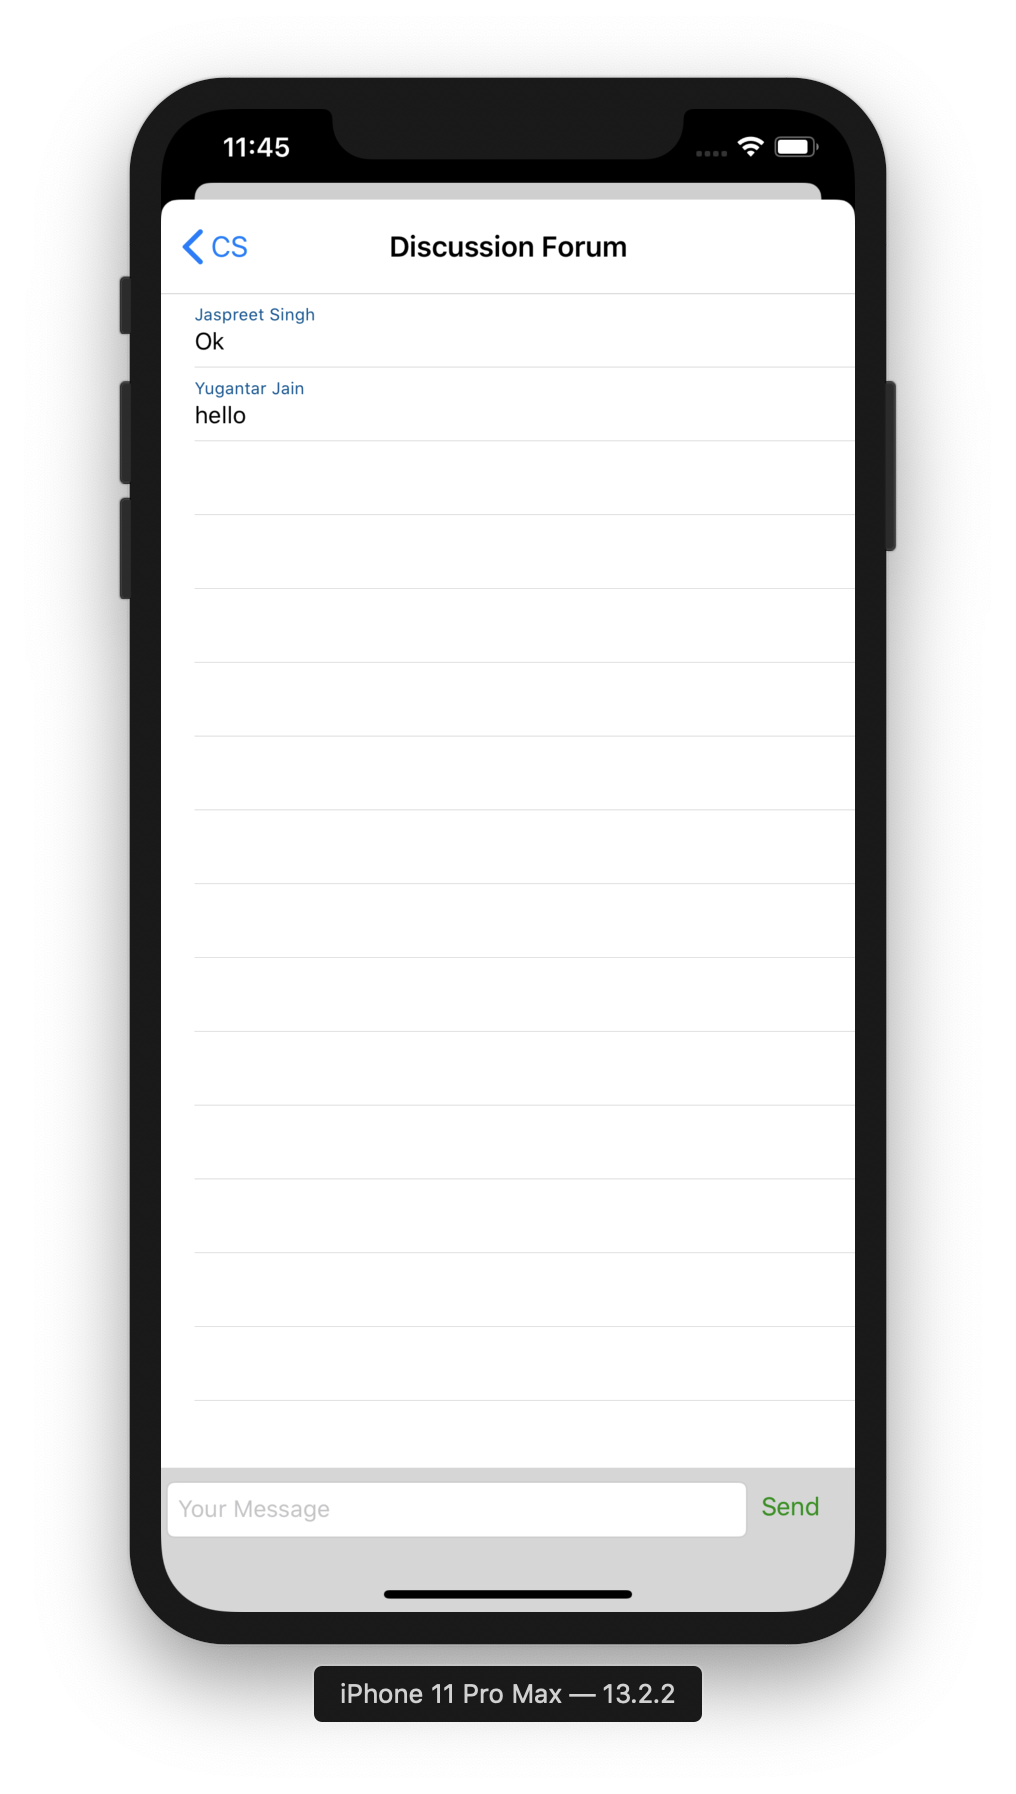 11:45
CS
Discussion Forum
Jaspreet Singh
Ok
Yugantar Jain
hello
Your Message
Send
iPhone 11 Pro Max — 13.2.2